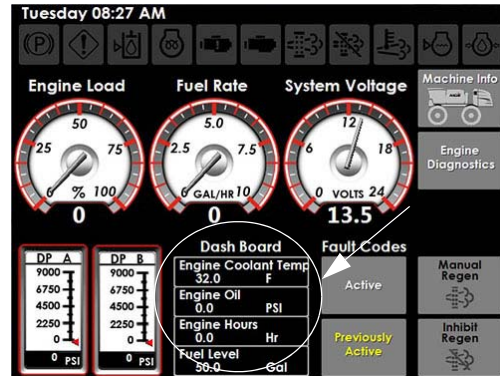 Tuesday 08:27 AM
(P)
Engine Load
Fuel Rate
System Voltage
Machine Info
50
25
75
0
%
100
0
5.0
2.5
7.5
0
GAL/HR
10
0
12
6
18
0
VOLTS
24
13.5
Engine
Diagnostics
DP A
9000
6750
4500
2250
0
0 PSI
DP B
9000
6750
4500
2250
0
0 PSI
Dash Board
Engine Coolant Temp
32.0 F
Engine Oil
0.0 PSI
Engine Hours
0.0 Hr
Fuel Level
50.0 Gal
Fault Codes
Active
Previously
Active
Manual
Regen
Inhibit
Regen